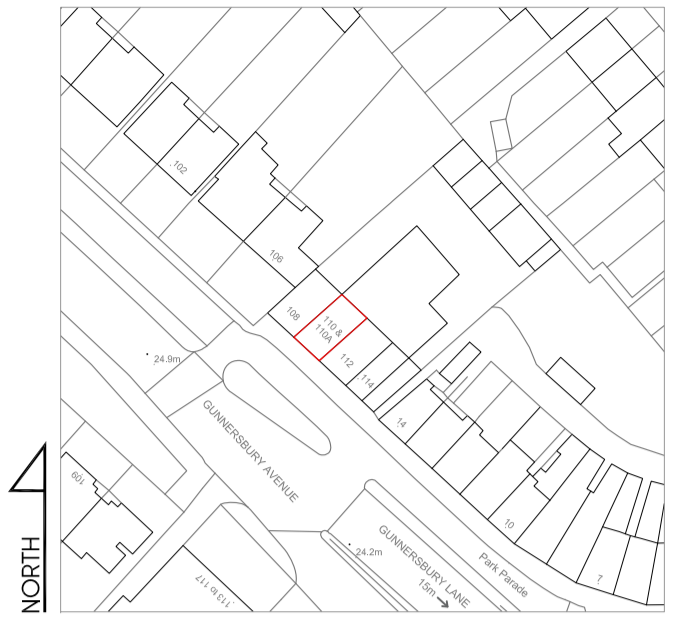 102
106
108
110 &
110A
112
114
24.9m
GUNNERSBURY AVENUE
14
109
10
24.2m
GUNNERSBURY LANE
15m
Park Parade
7
113 to 117
NORTH